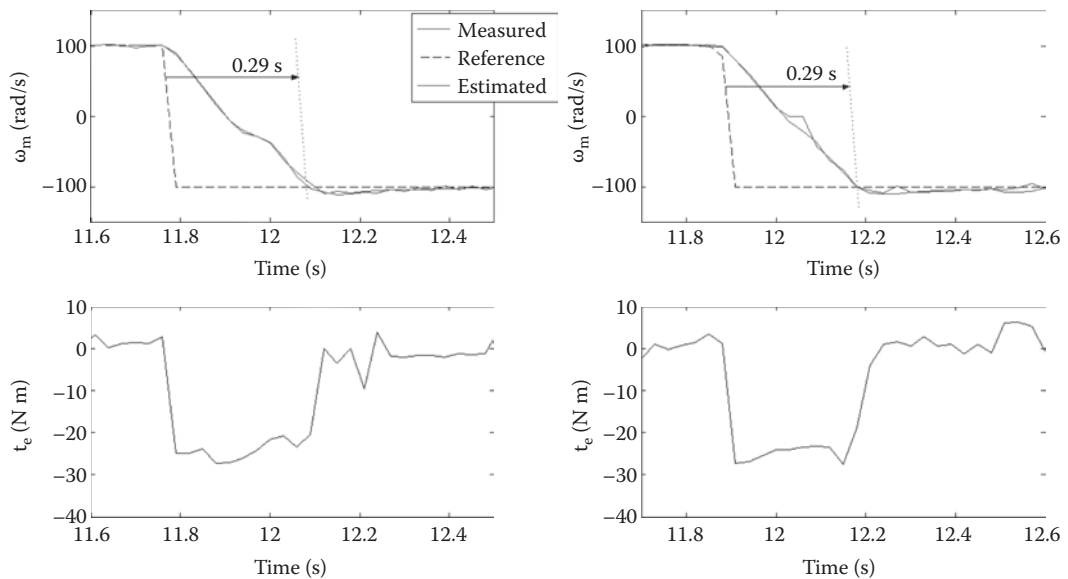 100
0
−100
ω_m (rad/s)
0.29 s
Measured
Reference
Estimated
11.6 11.8 12 12.2 12.4
Time (s)
100
0
−100
ω_m (rad/s)
0.29 s
11.8 12 12.2 12.4 12.6
Time (s)
10
0
−10
−20
−30
−40
t_e (N m)
11.6 11.8 12 12.2 12.4
Time (s)
10
0
−10
−20
−30
−40
t_e (N m)
11.8 12 12.2 12.4 12.6
Time (s)